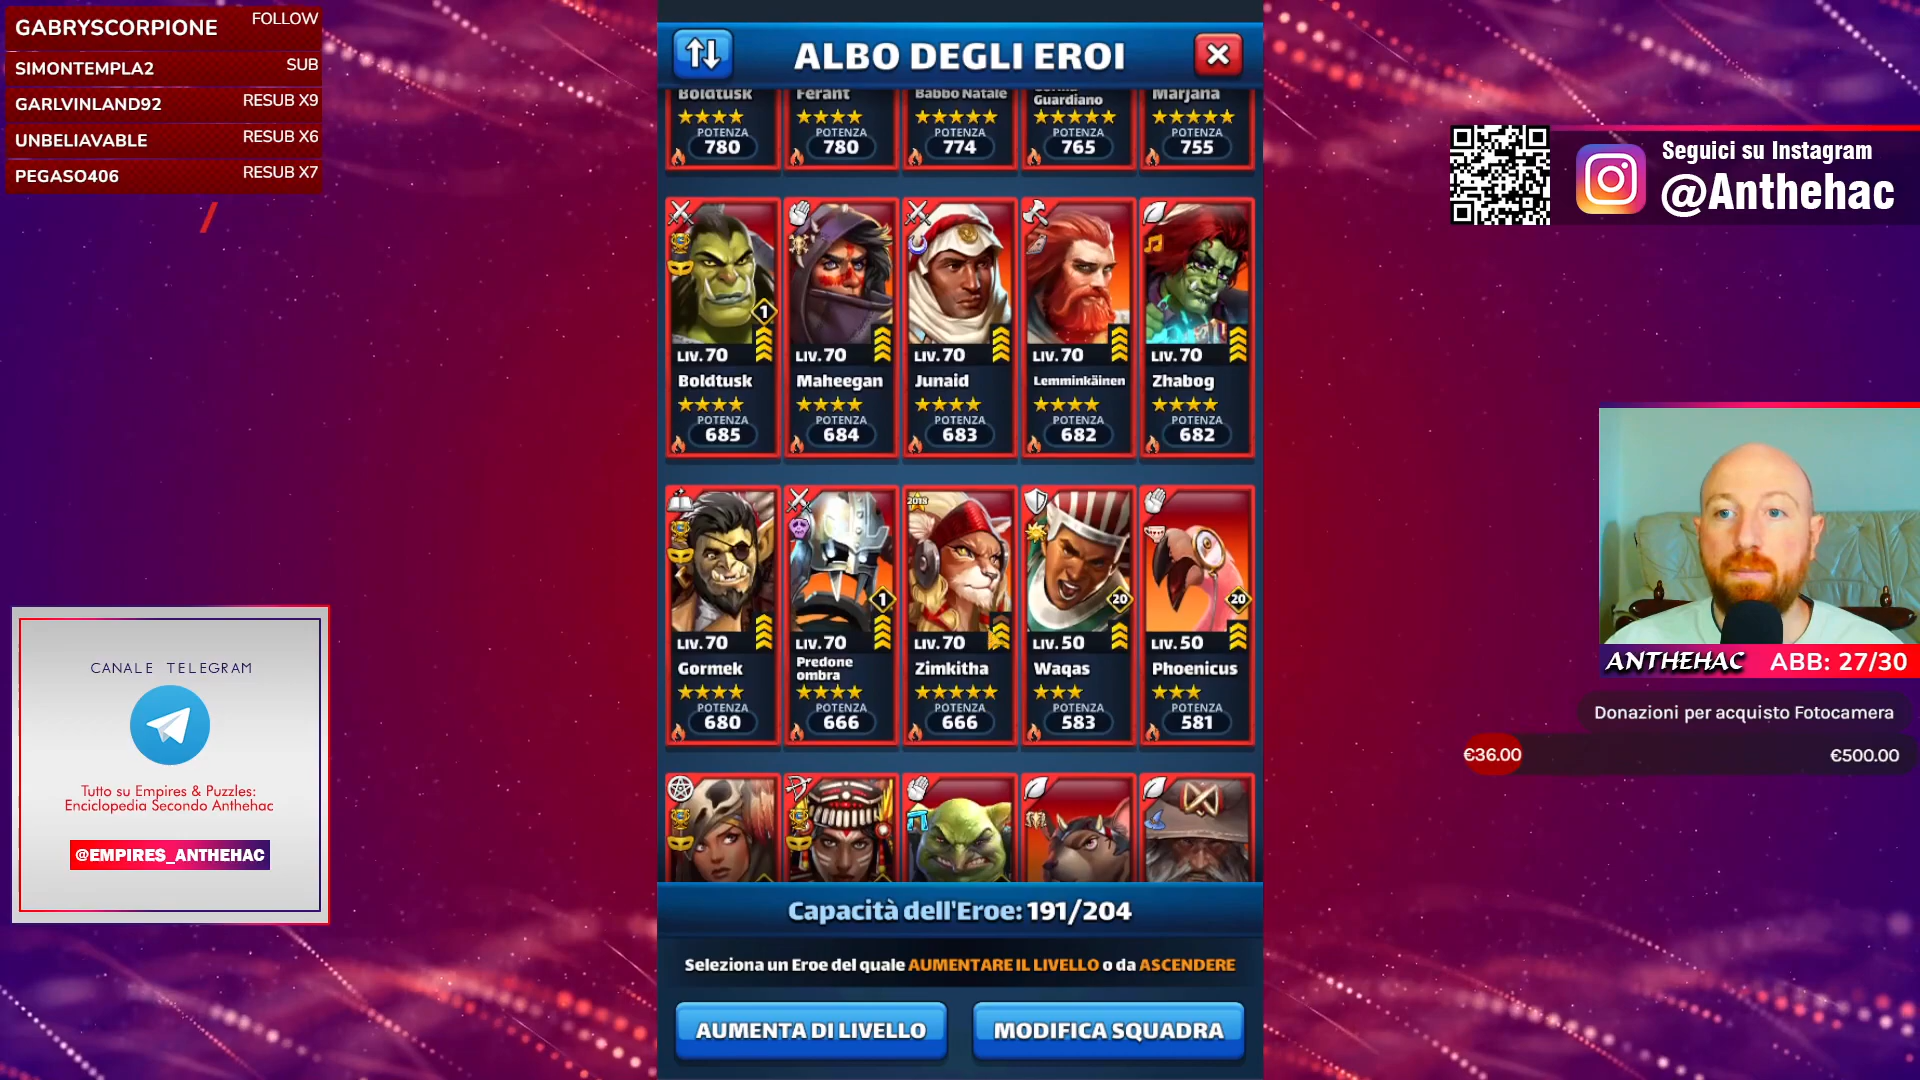 GABRYSCORPIONE FOLLOW
SIMONTEMPLA2 SUB
GARLVINLAND92 RESUB X9
UNBELIAVABLE RESUB X6
PEGASO406 RESUB X7
ALBO DEGLI EROI
Boldtusk Ferant Babbo Natale Guardiano Marjana
POTENZA POTENZA POTENZA POTENZA POTENZA
780 780 774 765 755
1
LIV. 70 LIV. 70 LIV. 70 LIV. 70 LIV. 70
Boldtusk Maheegan Junaid Lemminkäinen Zhabog
POTENZA POTENZA POTENZA POTENZA POTENZA
685 684 683 682 682
2018
1 20 20
LIV. 70 LIV. 70 LIV. 70 LIV. 50 LIV. 50
Gormek Predone ombra Zimkitha Waqas Phoenicus
POTENZA POTENZA POTENZA POTENZA POTENZA
680 666 666 583 581
Capacità dell'Eroe: 191/204
Seleziona un Eroe del quale AUMENTARE IL LIVELLO o da ASCENDERE
AUMENTA DI LIVELLO MODIFICA SQUADRA
CANALE TELEGRAM
Tutto su Empires & Puzzles:
Enciclopedia Secondo Anthehac
@EMPIRES_ANTHEHAC
Seguici su Instagram
@Anthehac
ANTHEHAC ABB: 27/30
Donazioni per acquisto Fotocamera
€36.00 €500.00